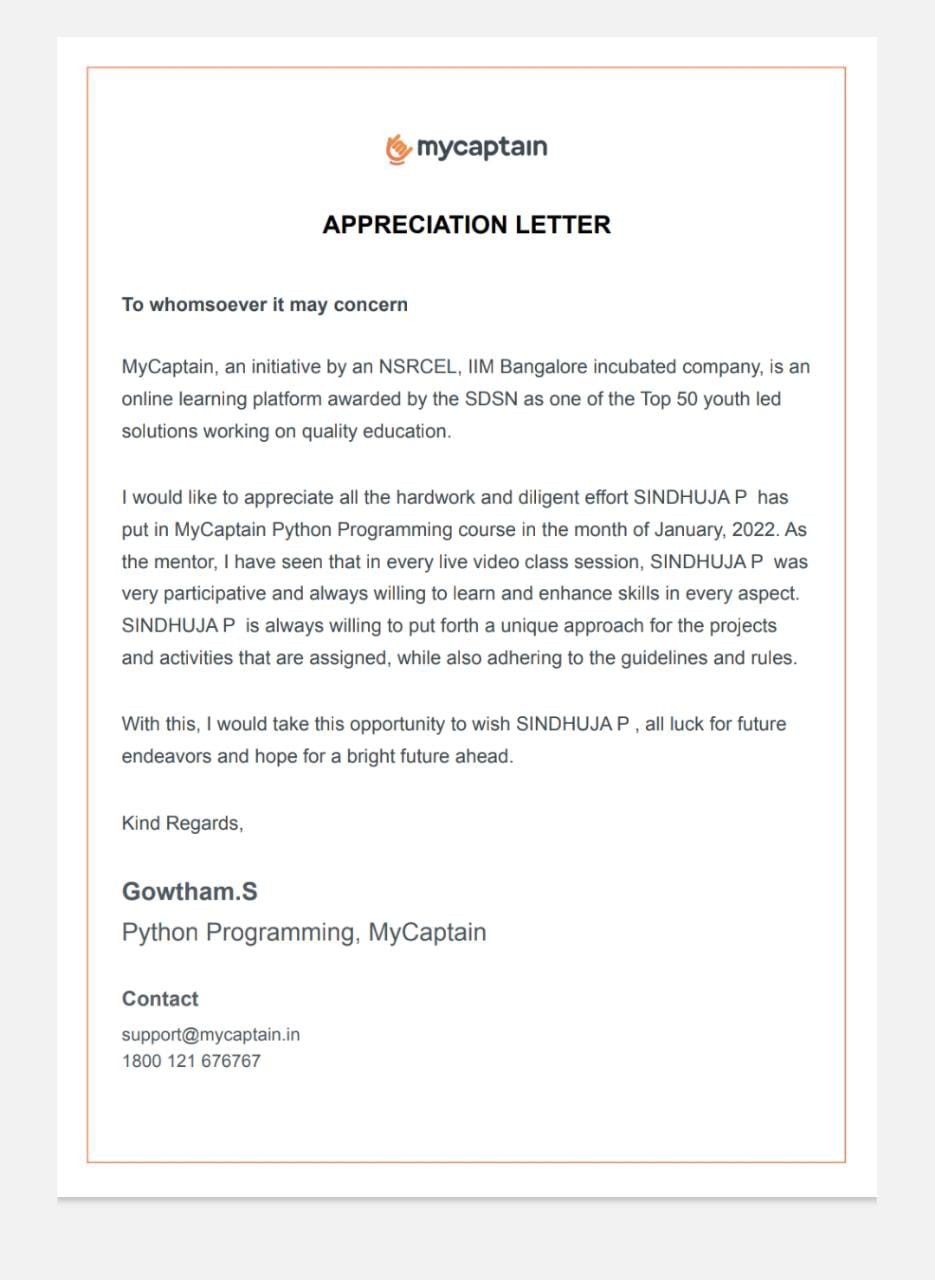 mycaptain
APPRECIATION LETTER
To whomsoever it may concern
MyCaptain, an initiative by an NSRCEL, IIM Bangalore incubated company, is an
online learning platform awarded by the SDSN as one of the Top 50 youth led
solutions working on quality education.
I would like to appreciate all the hardwork and diligent effort SINDHUJA P  has
put in MyCaptain Python Programming course in the month of January, 2022. As
the mentor, I have seen that in every live video class session, SINDHUJA P  was
very participative and always willing to learn and enhance skills in every aspect.
SINDHUJA P  is always willing to put forth a unique approach for the projects
and activities that are assigned, while also adhering to the guidelines and rules.
With this, I would take this opportunity to wish SINDHUJA P , all luck for future
endeavors and hope for a bright future ahead.
Kind Regards,
Gowtham.S
Python Programming, MyCaptain
Contact
support@mycaptain.in
1800 121 676767